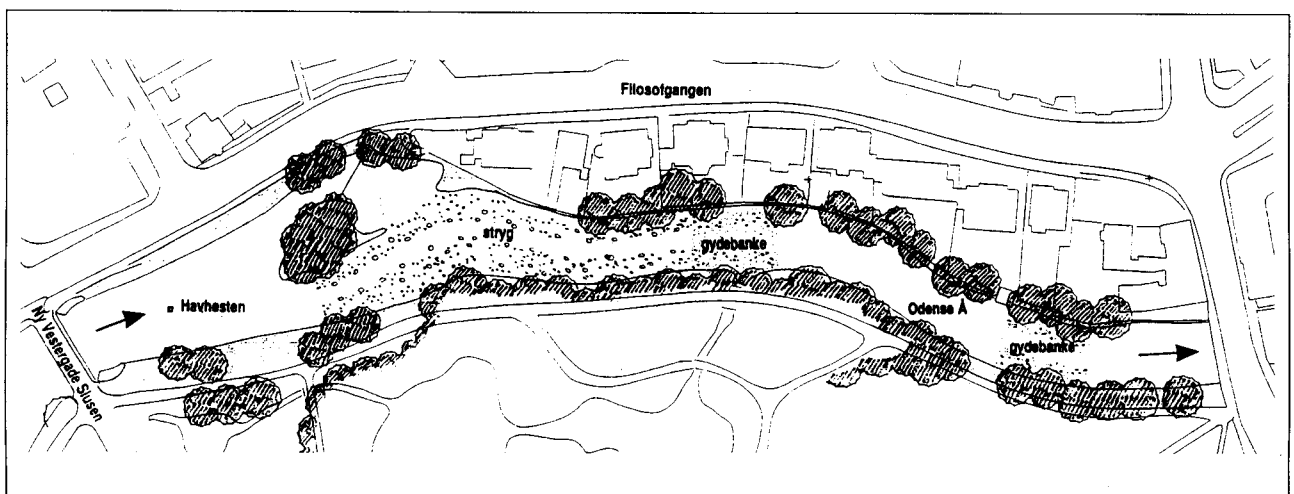 Filosofgangen
stryg
gydebanke
Havhesten
Odense Å
gydebanke
Ny Vestergade Slusen